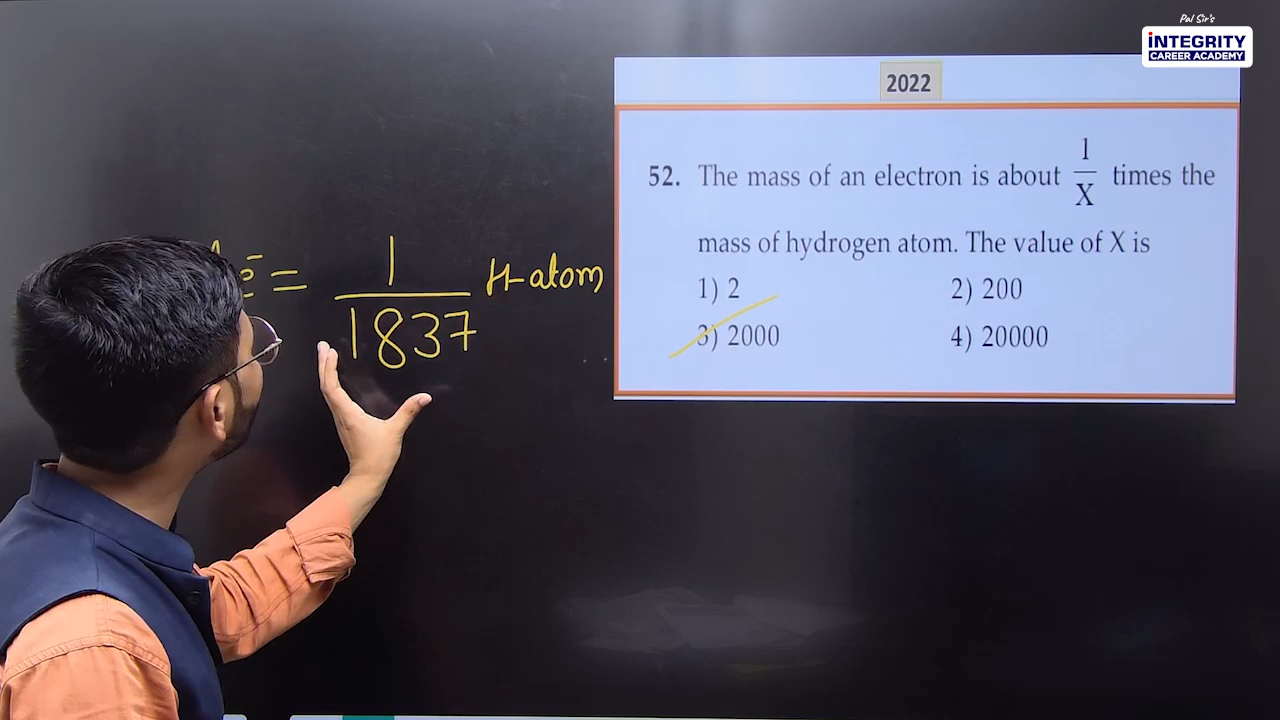 Pal Sir's
iNTEGRITY
CAREER ACADEMY
2022
52. The mass of an electron is about 1/X times the
mass of hydrogen atom. The value of X is
1) 2
2) 200
3) 2000
4) 20000
e⁻ = 1/1837 H-atom